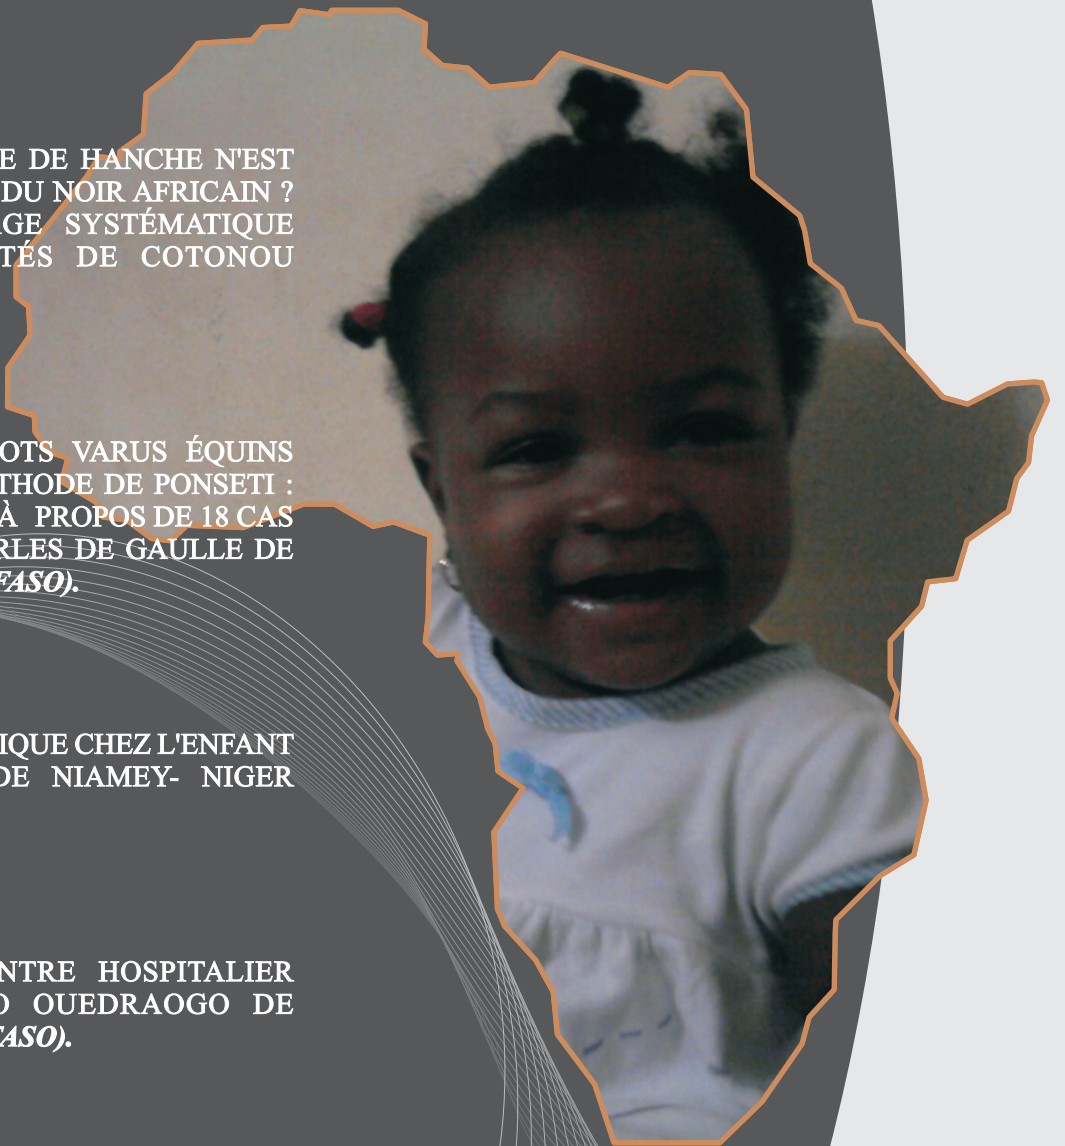 E DE HANCHE N'EST
DU NOIR AFRICAIN ?
AGE SYSTÉMATIQUE
TÉS DE COTONOU
OTS VARUS ÉQUINS
THODE DE PONSETI :
À PROPOS DE 18 CAS
RLES DE GAULLE DE
FASO).
IQUE CHEZ L'ENFANT
DE NIAMEY- NIGER
NTRE HOSPITALIER
O OUEDRAOGO DE
FASO).